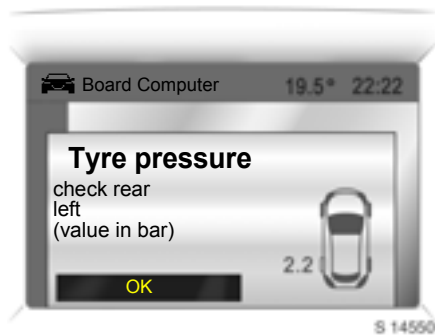 Board Computer 19.5° 22:22
Tyre pressure
check rear
left
(value in bar)
2.2
OK
S 14550